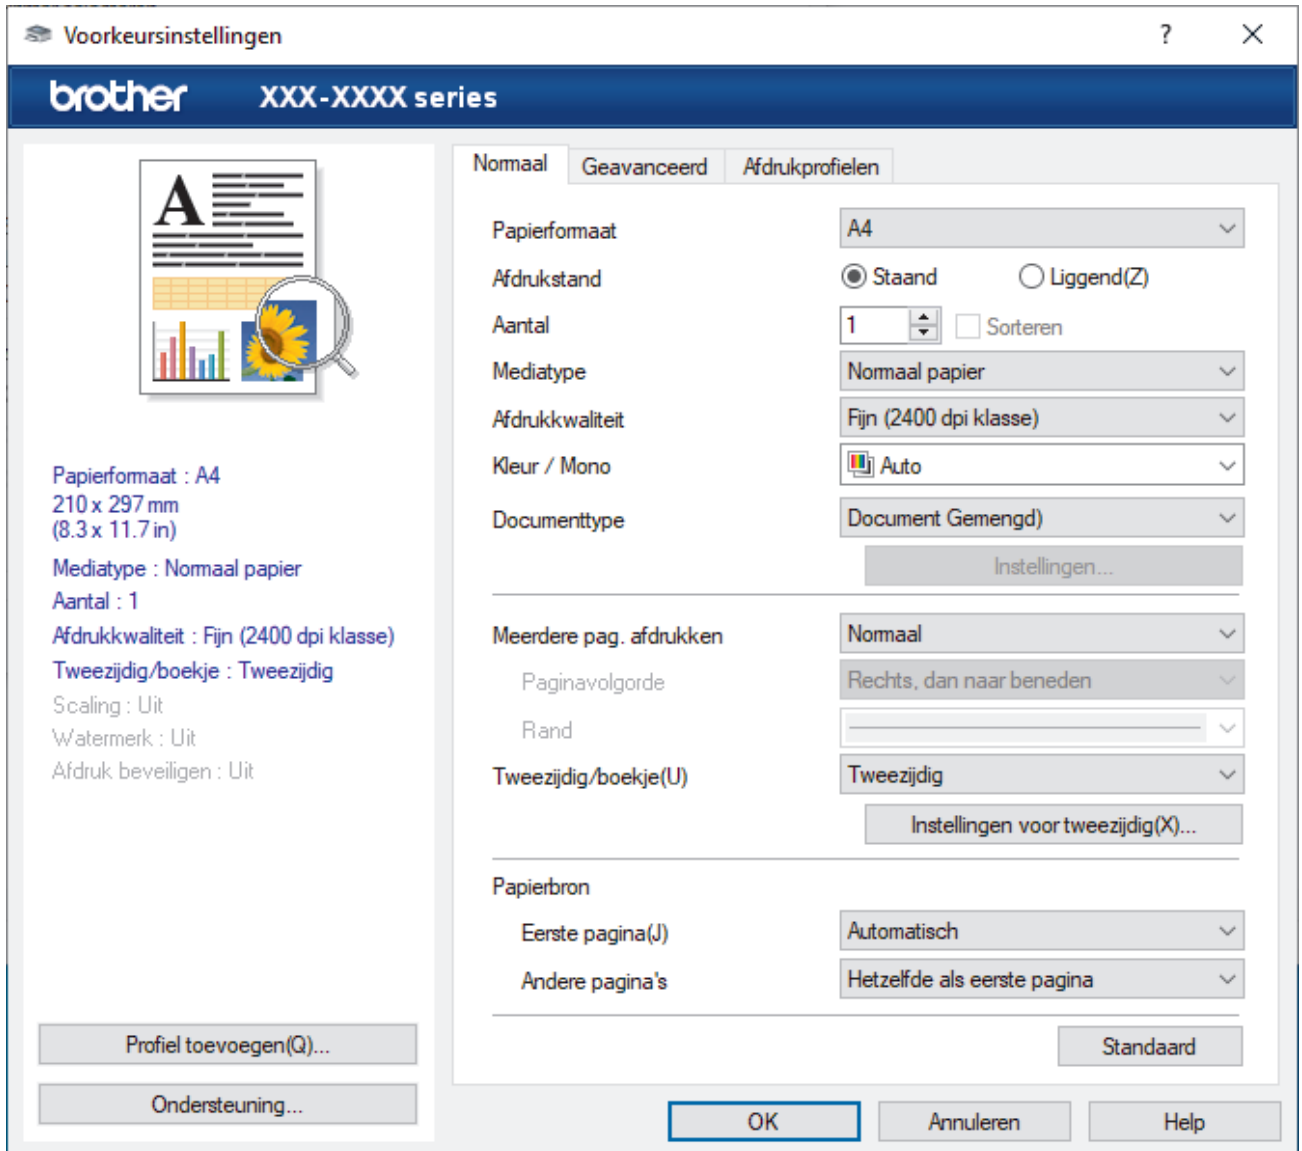 Voorkeursinstellingen
?
brother XXX-XXXX series
A
Papierformaat : A4
210 x 297 mm
(8.3 x 11.7 in)
Mediatype : Normaal papier
Aantal : 1
Afdrukkwaliteit : Fijn (2400 dpi klasse)
Tweezijdig/boekje : Tweezijdig
Scaling : Uit
Watermerk : Uit
Afdruk beveiligen : Uit
Profiel toevoegen(Q)...
Ondersteuning...
Normaal Geavanceerd Afdrukprofielen
Papierformaat A4
Afdrukstand Staand Liggend(Z)
Aantal 1 Sorteren
Mediatype Normaal papier
Afdrukkwaliteit Fijn (2400 dpi klasse)
Kleur / Mono Auto
Documenttype Document Gemengd)
Instellingen...
Meerdere pag. afdrukken Normaal
Paginavolgorde Rechts, dan naar beneden
Rand
Tweezijdig/boekje(U) Tweezijdig
Instellingen voor tweezijdig(X)...
Papierbron
Eerste pagina(J) Automatisch
Andere pagina's Hetzelfde als eerste pagina
Standaard
OK Annuleren Help